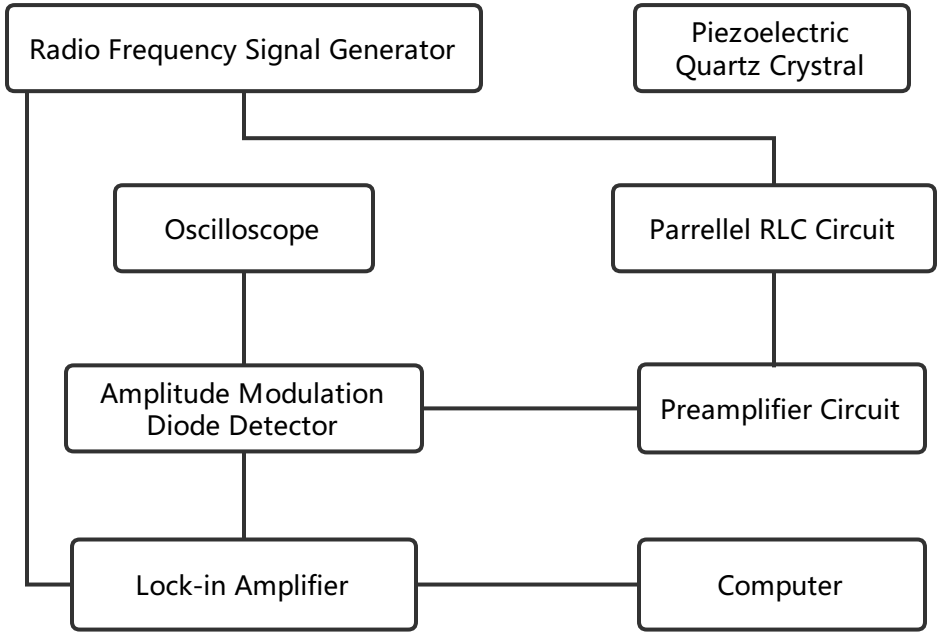 Radio Frequency Signal Generator
Piezoelectric
Quartz Crystral
Oscilloscope
Parrellel RLC Circuit
Amplitude Modulation
Diode Detector
Preamplifier Circuit
Lock-in Amplifier
Computer